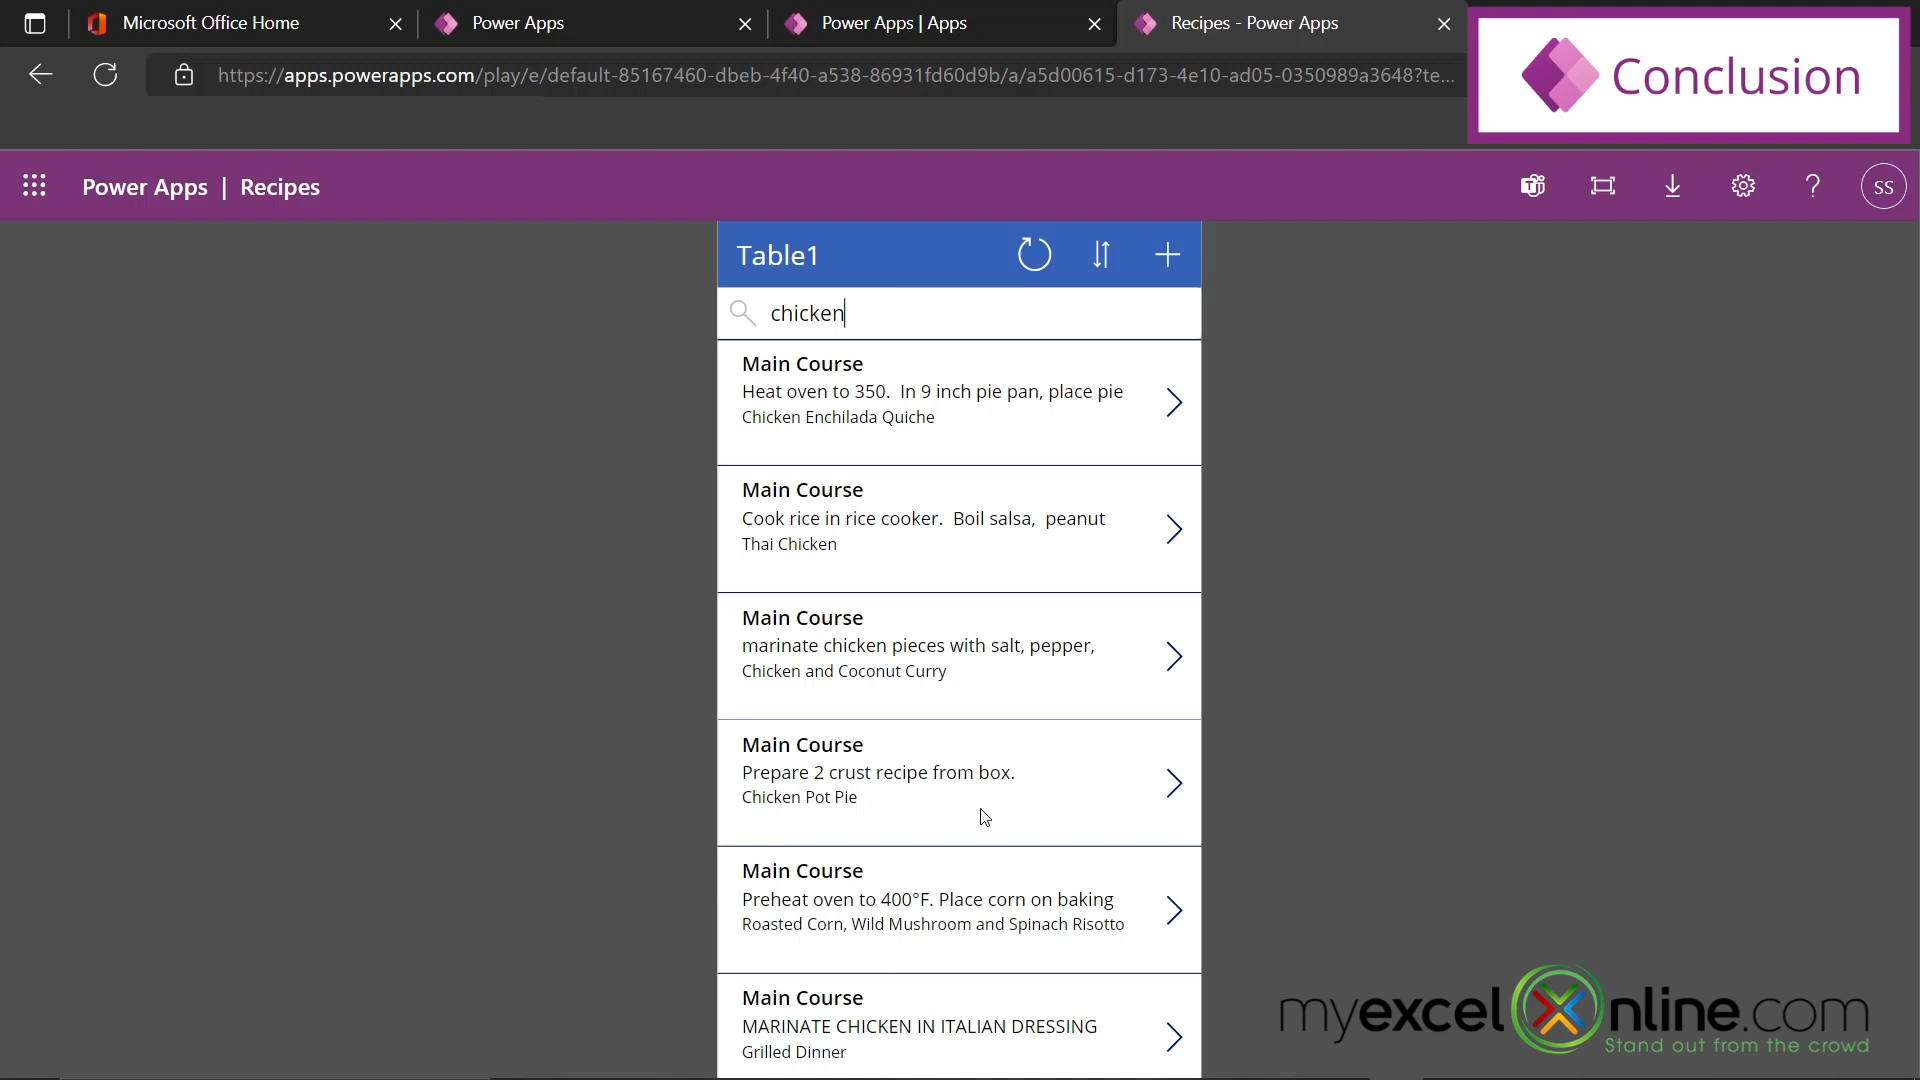 Microsoft Office Home
Power Apps
Power Apps | Apps
Recipes - Power Apps
https://apps.powerapps.com/play/e/default-85167460-dbeb-4f40-a538-86931fd60d9b/a/a5d00615-d173-4e10-ad05-0350989a3648?te...
Conclusion
Power Apps | Recipes
SS
Table1
chicken
Main Course
Heat oven to 350.  In 9 inch pie pan, place pie
Chicken Enchilada Quiche
Main Course
Cook rice in rice cooker.  Boil salsa,  peanut
Thai Chicken
Main Course
marinate chicken pieces with salt, pepper,
Chicken and Coconut Curry
Main Course
Prepare 2 crust recipe from box.
Chicken Pot Pie
Main Course
Preheat oven to 400°F. Place corn on baking
Roasted Corn, Wild Mushroom and Spinach Risotto
Main Course
MARINATE CHICKEN IN ITALIAN DRESSING
Grilled Dinner
myexcelOnline.com
Stand out from the crowd